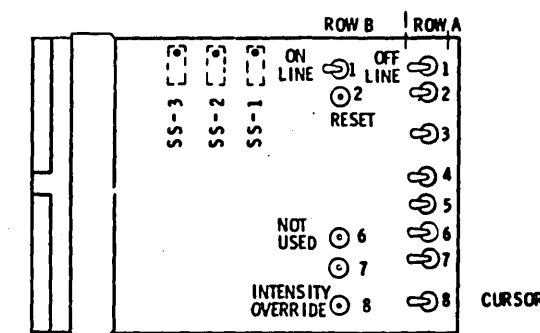 ROW B ROW A
ON LINE 1 OFF LINE 1
2 2
RESET
SS-3 SS-2 SS-1
3
4
5
NOT USED 6 6
7 7
INTENSITY OVERRIDE 8 8 CURSOR